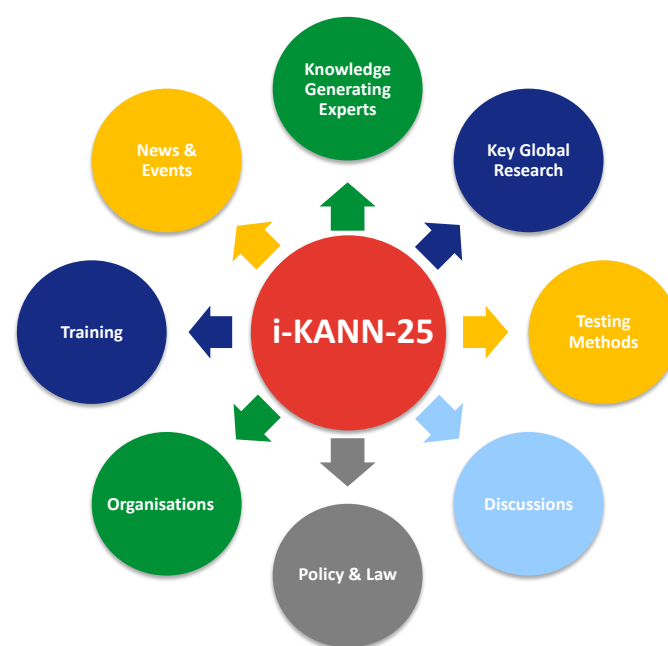 Knowledge
Generating
Experts
News &
Events
Key Global
Research
i-KANN-25
Training
Testing
Methods
Organisations
Discussions
Policy & Law